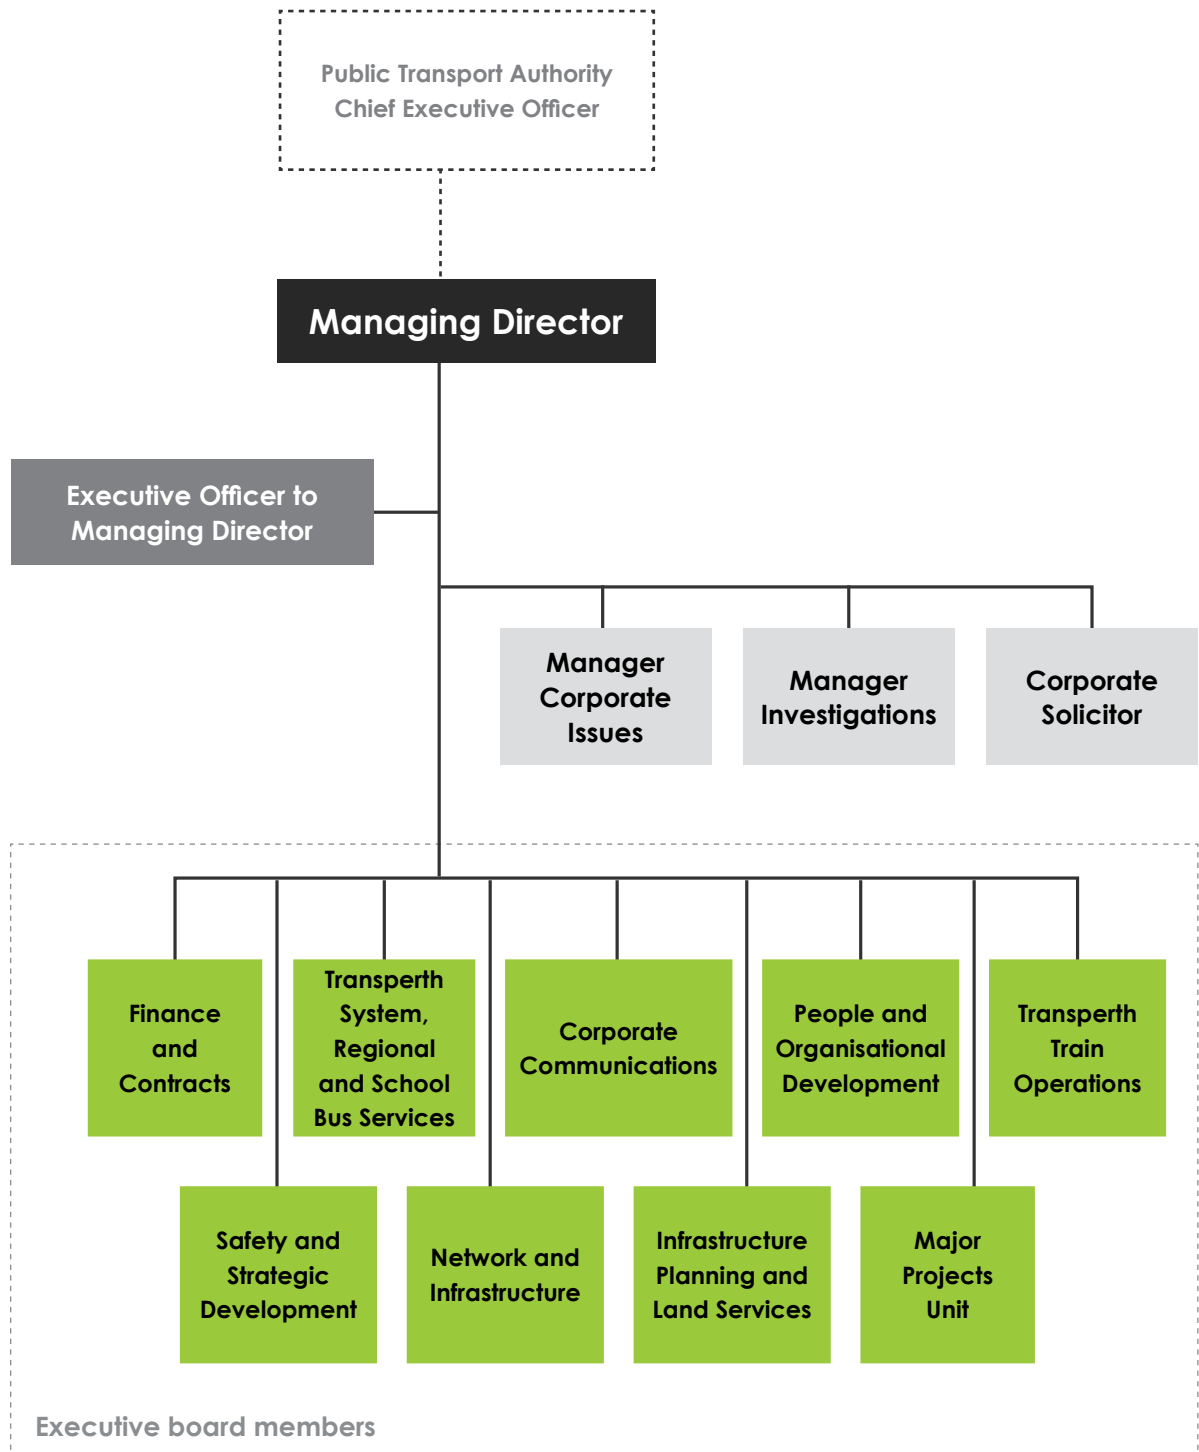 Public Transport Authority
Chief Executive Officer
Managing Director
Executive Officer to
Managing Director
Manager
Corporate
Issues
Manager
Investigations
Corporate
Solicitor
Finance
and
Contracts
Transperth
System,
Regional
and School
Bus Services
Corporate
Communications
People and
Organisational
Development
Transperth
Train
Operations
Safety and
Strategic
Development
Network and
Infrastructure
Infrastructure
Planning and
Land Services
Major
Projects
Unit
Executive board members